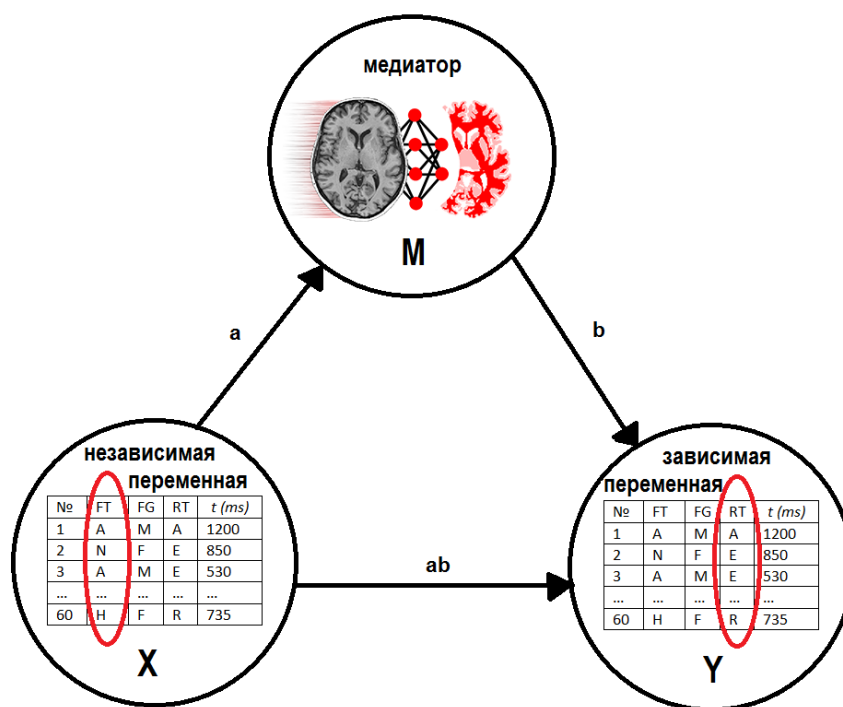 медиатор
M
a
b
независимая
переменная
№ FT FG RT t (ms)
1 A M A 1200
2 N F E 850
3 A M E 530
... ... ... ... ...
60 H F R 735
X
ab
зависимая
переменная
№ FT FG RT t (ms)
1 A M A 1200
2 N F E 850
3 A M E 530
... ... ... ... ...
60 H F R 735
Y